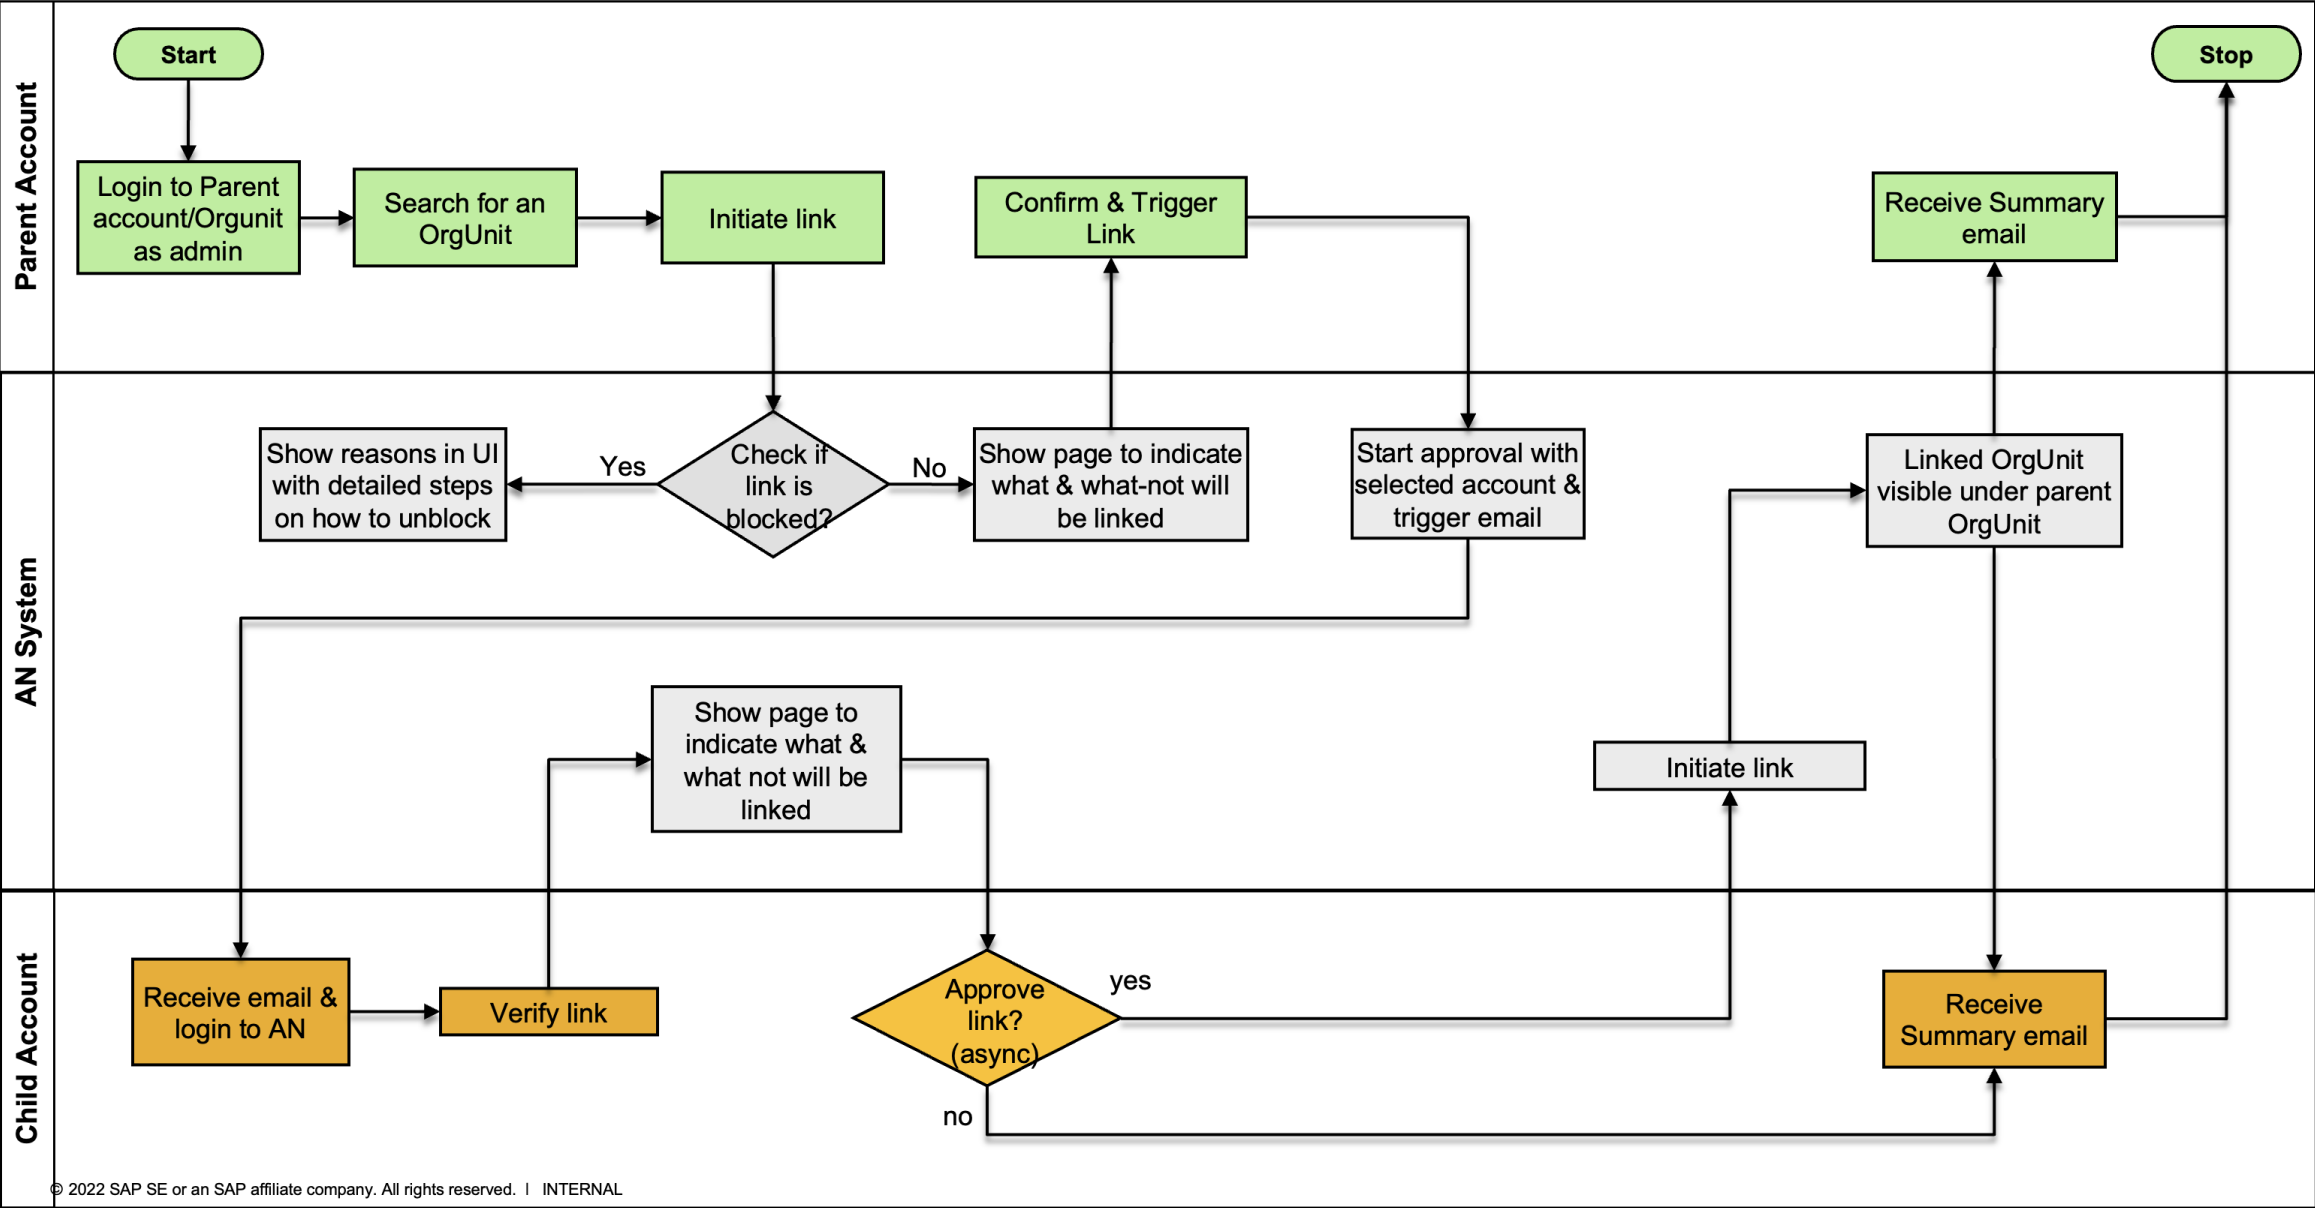 Parent Account
Start
Stop
Login to Parent
account/Orgunit
as admin
Search for an
OrgUnit
Initiate link
Confirm & Trigger
Link
Receive Summary
email
AN System
Show reasons in UI
with detailed steps
on how to unblock
Yes
Check if
link is
blocked?
No
Show page to indicate
what & what-not will
be linked
Start approval with
selected account &
trigger email
Linked OrgUnit
visible under parent
OrgUnit
Show page to
indicate what &
what not will be
linked
Initiate link
Child Account
Receive email &
login to AN
Verify link
Approve
link?
(async)
yes
no
Receive
Summary email
© 2022 SAP SE or an SAP affiliate company. All rights reserved. | INTERNAL